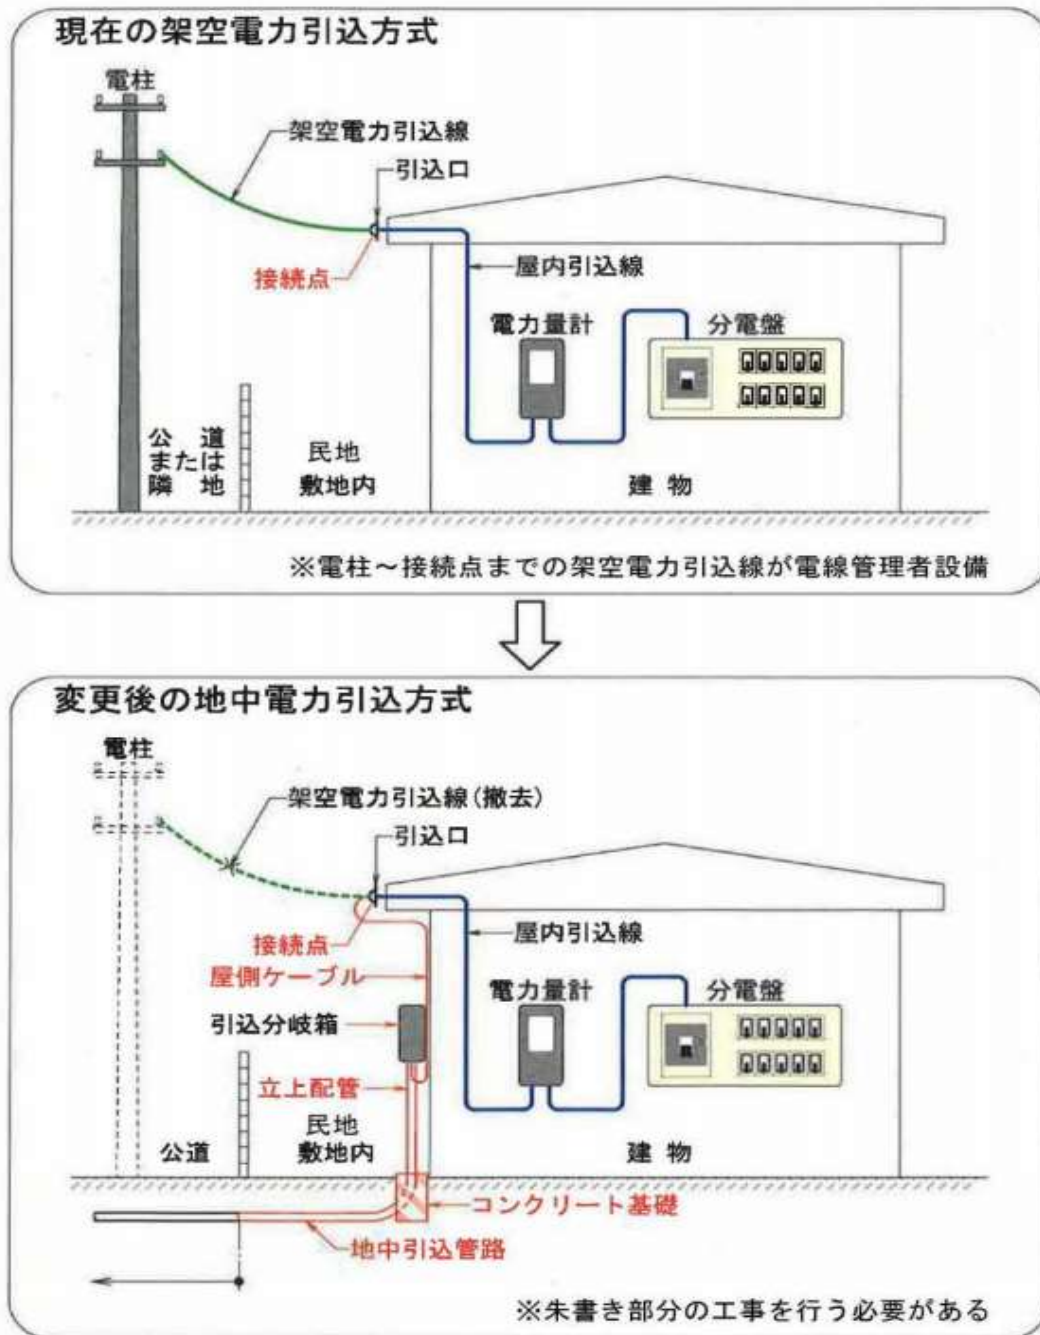 現在の架空電力引込方式
電柱
架空電力引込線
引込口
接続点
屋内引込線
電力量計
分電盤
公道
または
隣地
民地
敷地内
建物
※電柱～接続点までの架空電力引込線が電線管理者設備
変更後の地中電力引込方式
電柱
架空電力引込線(撤去)
引込口
接続点
屋内引込線
屋側ケーブル
電力量計
分電盤
引込分岐箱
立上配管
民地
敷地内
公道
建物
コンクリート基礎
地中引込管路
※朱書き部分の工事を行う必要がある